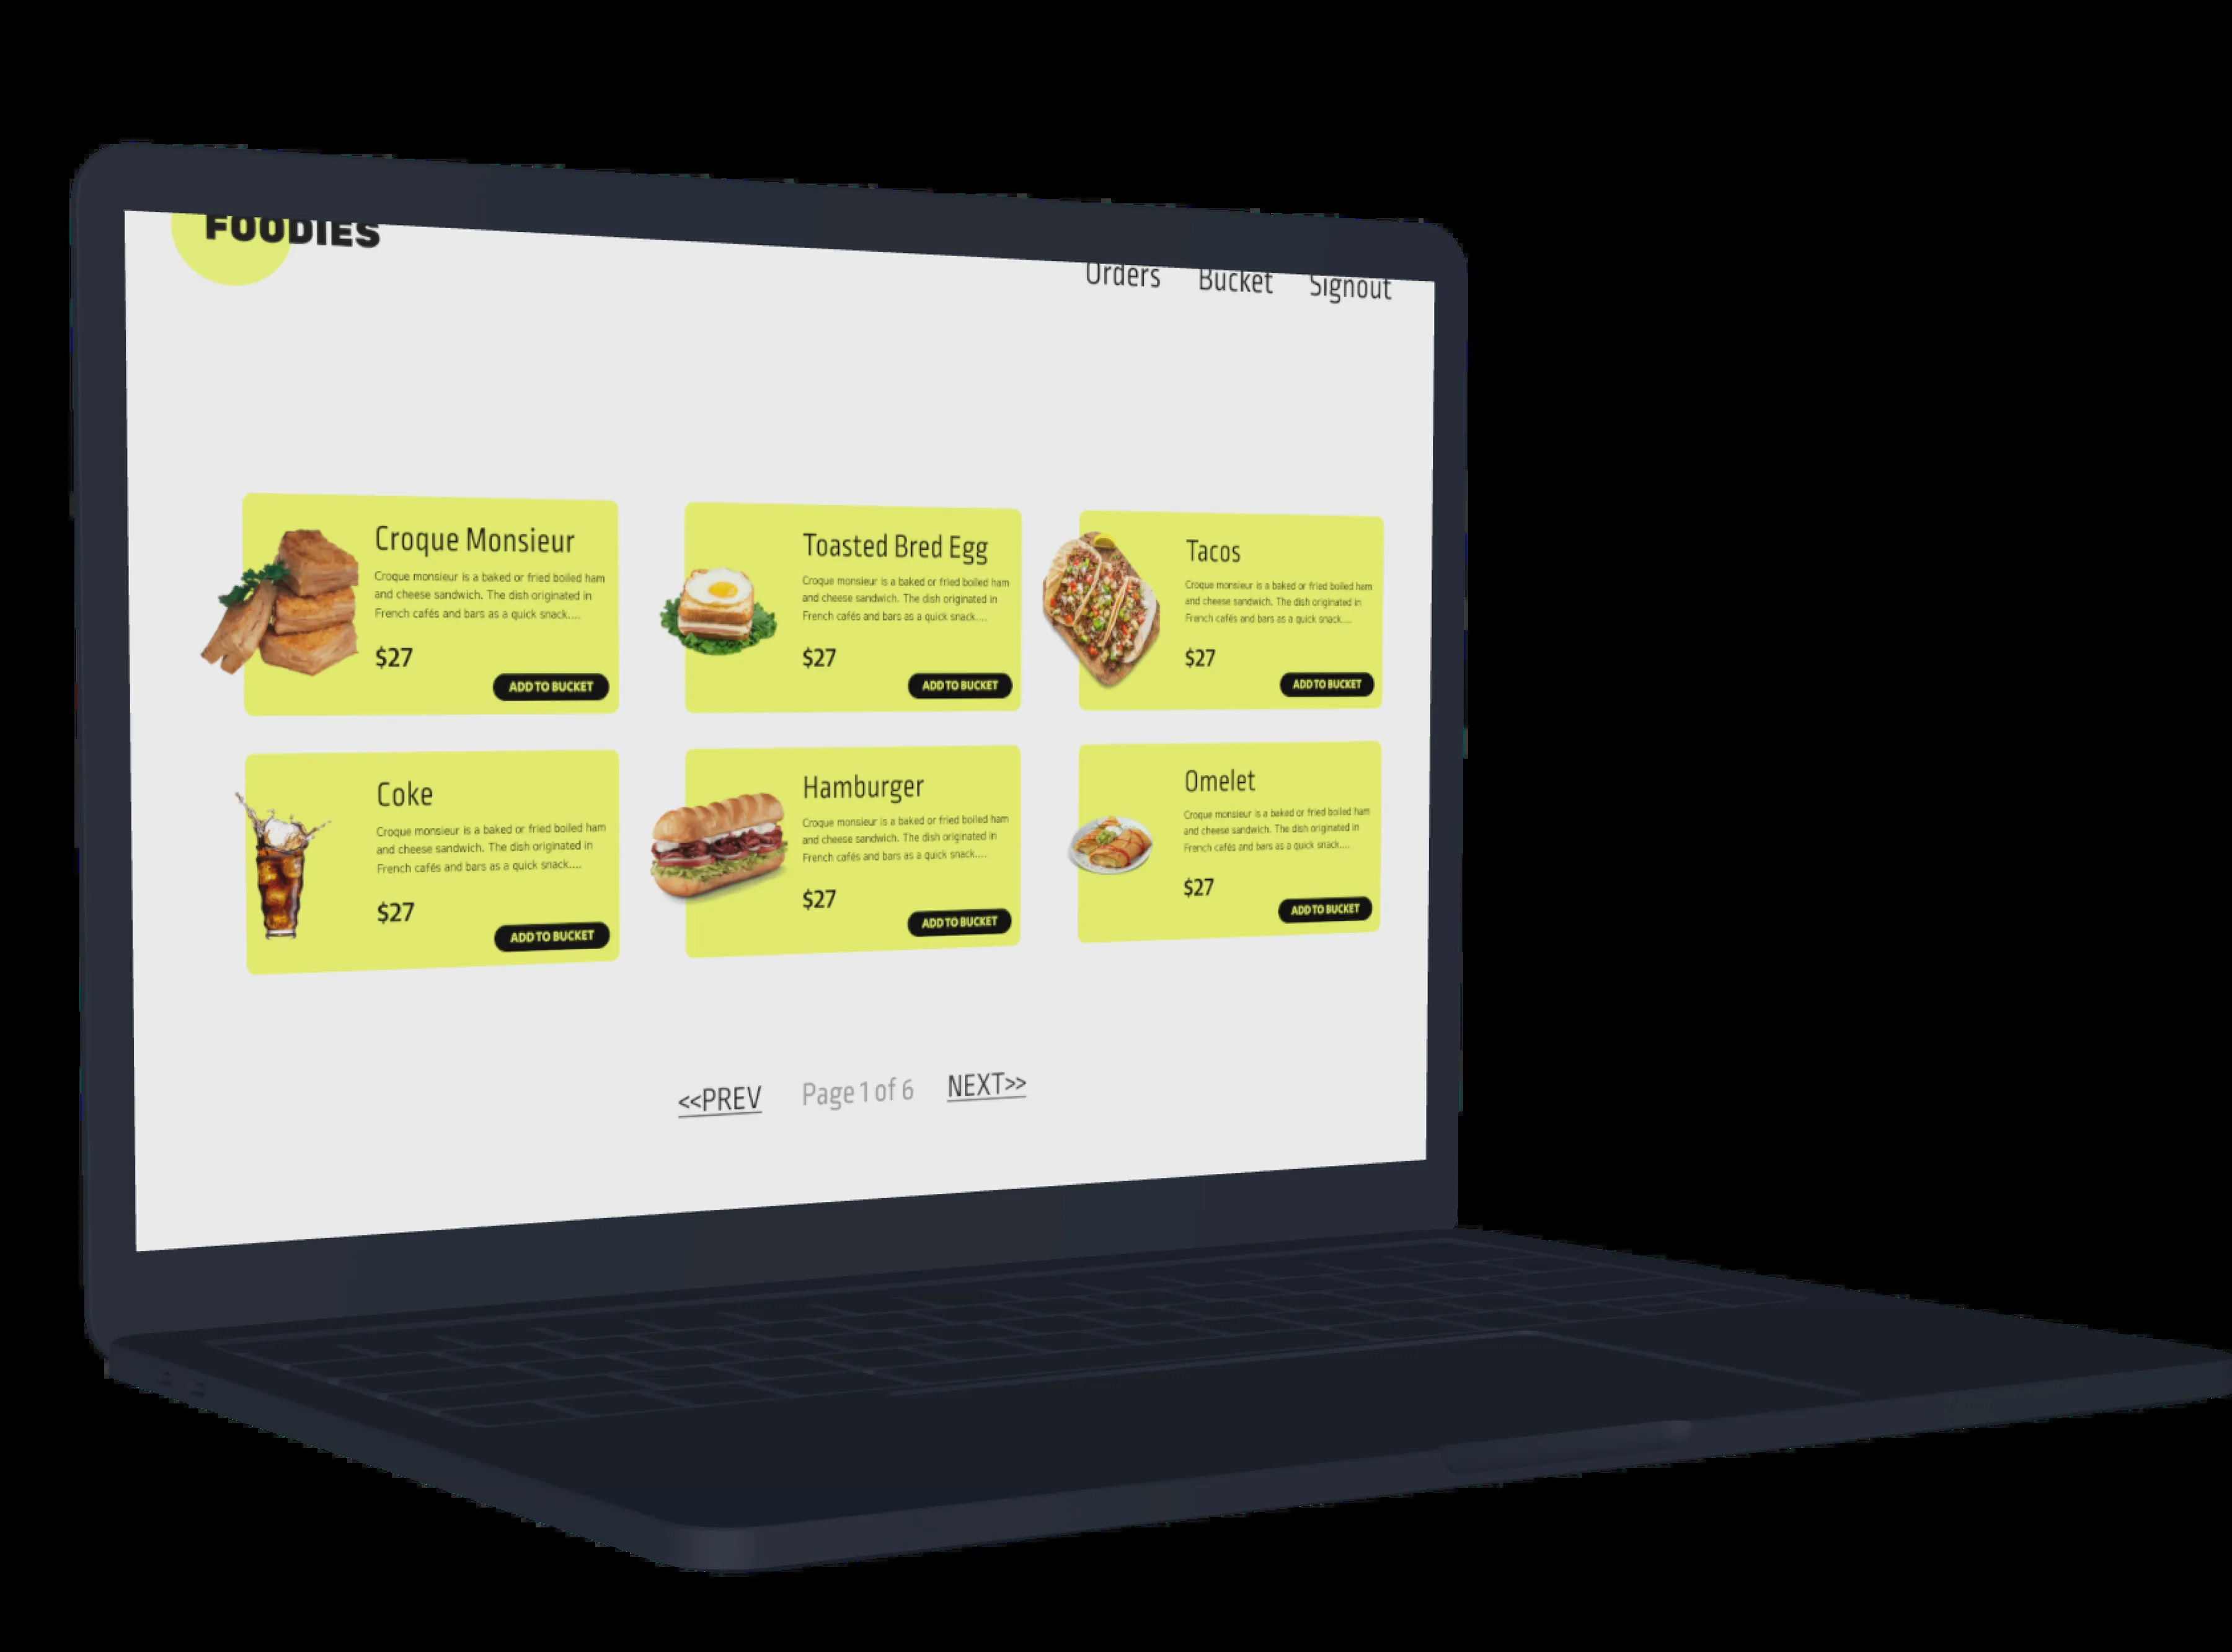 FOODIES
Orders Bucket Signout
Croque Monsieur
Croque monsieur is a baked or fried boiled ham
and cheese sandwich. The dish originated in
French cafés and bars as a quick snack....
$27
ADD TO BUCKET
Toasted Bred Egg
Croque monsieur is a baked or fried boiled ham
and cheese sandwich. The dish originated in
French cafés and bars as a quick snack....
$27
ADD TO BUCKET
Tacos
Croque monsieur is a baked or fried boiled ham
and cheese sandwich. The dish originated in
French cafés and bars as a quick snack....
$27
ADD TO BUCKET
Coke
Croque monsieur is a baked or fried boiled ham
and cheese sandwich. The dish originated in
French cafés and bars as a quick snack....
$27
ADD TO BUCKET
Hamburger
Croque monsieur is a baked or fried boiled ham
and cheese sandwich. The dish originated in
French cafés and bars as a quick snack....
$27
ADD TO BUCKET
Omelet
Croque monsieur is a baked or fried boiled ham
and cheese sandwich. The dish originated in
French cafés and bars as a quick snack....
$27
ADD TO BUCKET
<<PREV Page 1 of 6 NEXT>>